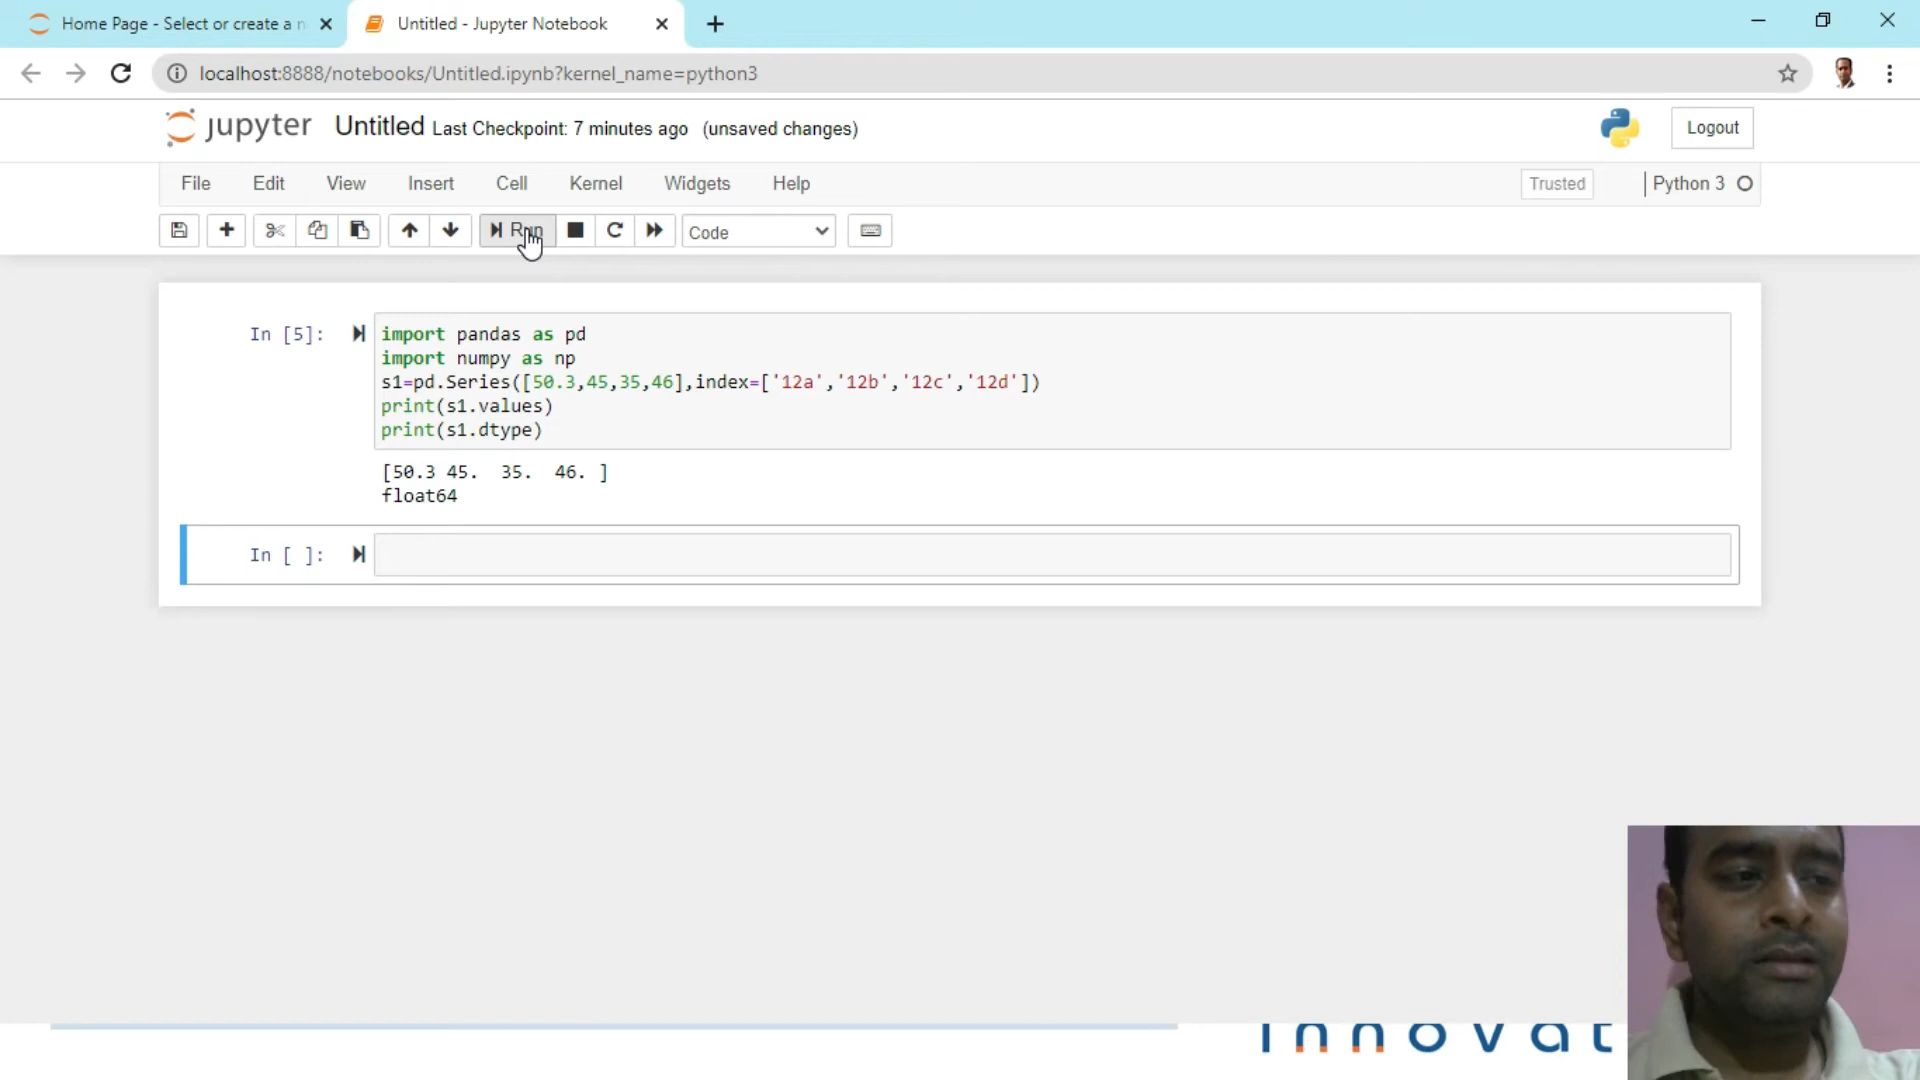 Home Page - Select or create a n
Untitled - Jupyter Notebook
localhost:8888/notebooks/Untitled.ipynb?kernel_name=python3
jupyter Untitled Last Checkpoint: 7 minutes ago (unsaved changes)
Logout
File Edit View Insert Cell Kernel Widgets Help
Trusted
Python 3
Run
Code
In [5]:
import pandas as pd
import numpy as np
s1=pd.Series([50.3,45,35,46],index=['12a','12b','12c','12d'])
print(s1.values)
print(s1.dtype)
[50.3 45.  35.  46. ]
float64
In [ ]:
innovat